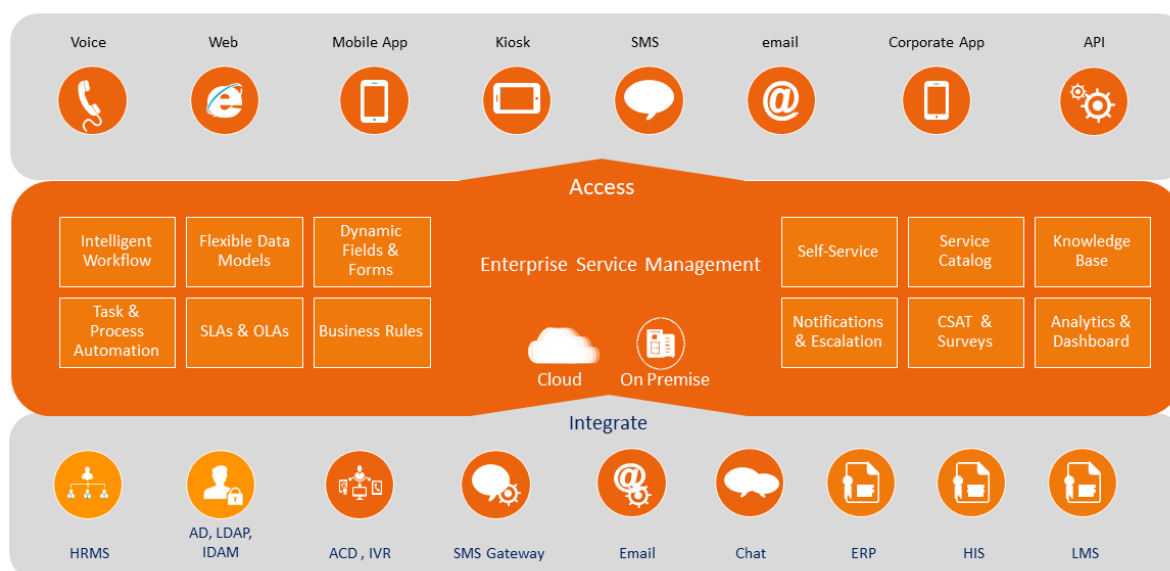 Voice
Web
Mobile App
Kiosk
SMS
email
Corporate App
API
Access
Intelligent
Workflow
Flexible Data
Models
Dynamic
Fields &
Forms
Enterprise Service Management
Self-Service
Service
Catalog
Knowledge
Base
Task &
Process
Automation
SLAs & OLAs
Business Rules
Notifications
& Escalation
CSAT &
Surveys
Analytics &
Dashboard
Cloud
On Premise
Integrate
HRMS
AD, LDAP,
IDAM
ACD , IVR
SMS Gateway
Email
Chat
ERP
HIS
LMS